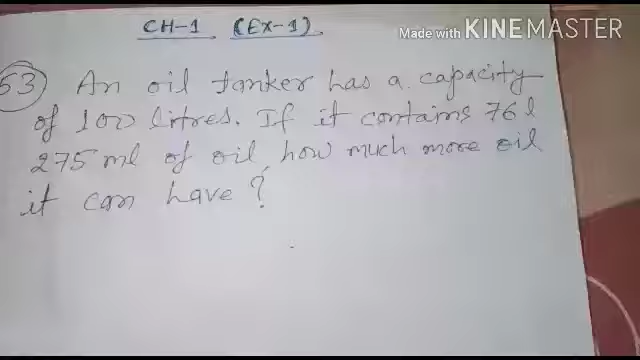 Made with KINEMASTER
CH-1 (Ex-1)
53) An oil tanker has a capacity
of 100 litres. If it contains 76 l
275 ml of oil, how much more oil
it can have?